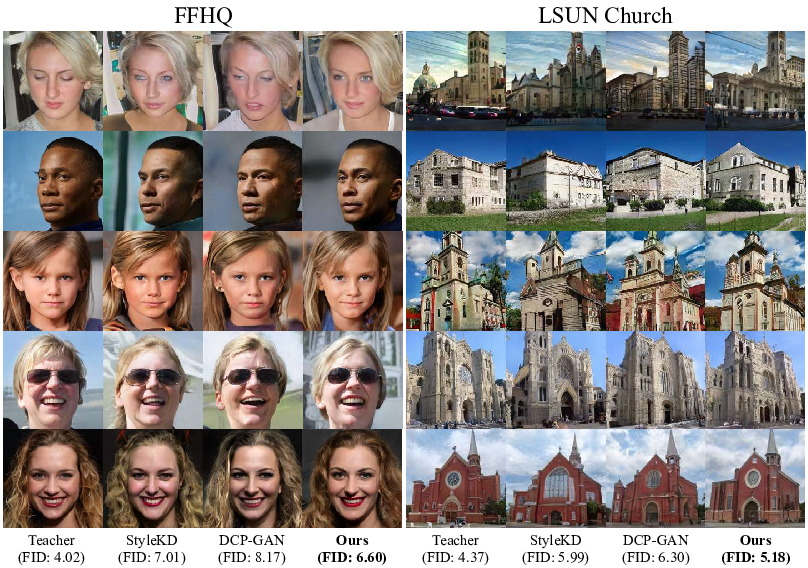 FFHQ
LSUN Church
Teacher StyleKD DCP-GAN Ours Teacher StyleKD DCP-GAN Ours
(FID: 4.02) (FID: 7.01) (FID: 8.17) (FID: 6.60) (FID: 4.37) (FID: 5.99) (FID: 6.30) (FID: 5.18)